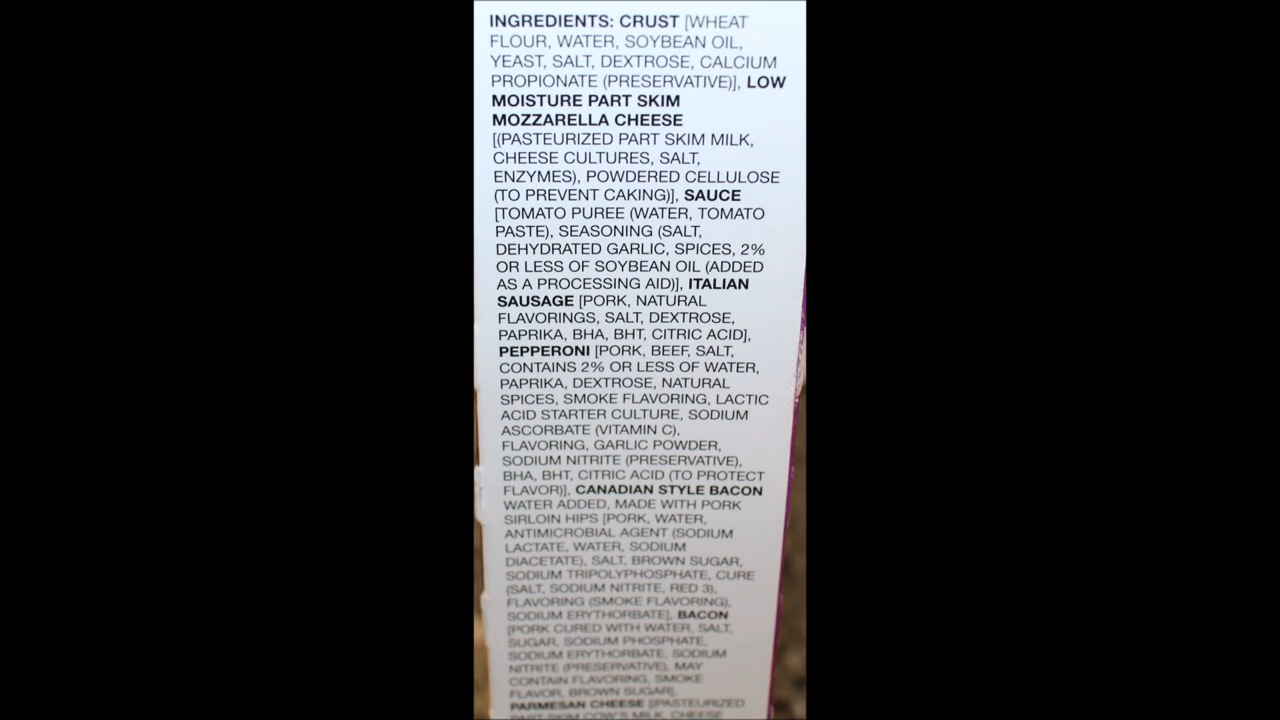 INGREDIENTS: CRUST [WHEAT
FLOUR, WATER, SOYBEAN OIL,
YEAST, SALT, DEXTROSE, CALCIUM
PROPIONATE (PRESERVATIVE)], LOW
MOISTURE PART SKIM
MOZZARELLA CHEESE
[(PASTEURIZED PART SKIM MILK,
CHEESE CULTURES, SALT,
ENZYMES), POWDERED CELLULOSE
(TO PREVENT CAKING)], SAUCE
[TOMATO PUREE (WATER, TOMATO
PASTE), SEASONING (SALT,
DEHYDRATED GARLIC, SPICES, 2%
OR LESS OF SOYBEAN OIL (ADDED
AS A PROCESSING AID)], ITALIAN
SAUSAGE [PORK, NATURAL
FLAVORINGS, SALT, DEXTROSE,
PAPRIKA, BHA, BHT, CITRIC ACID],
PEPPERONI [PORK, BEEF, SALT,
CONTAINS 2% OR LESS OF WATER,
PAPRIKA, DEXTROSE, NATURAL
SPICES, SMOKE FLAVORING, LACTIC
ACID STARTER CULTURE, SODIUM
ASCORBATE (VITAMIN C),
FLAVORING, GARLIC POWDER,
SODIUM NITRITE (PRESERVATIVE),
BHA, BHT, CITRIC ACID (TO PROTECT
FLAVOR)], CANADIAN STYLE BACON
WATER ADDED, MADE WITH PORK
SIRLOIN HIPS [PORK, WATER,
ANTIMICROBIAL AGENT (SODIUM
LACTATE, WATER, SODIUM
DIACETATE), SALT, BROWN SUGAR,
SODIUM TRIPOLYPHOSPHATE, CURE
(SALT, SODIUM NITRITE, RED 3),
FLAVORING (SMOKE FLAVORING),
SODIUM ERYTHORBATE], BACON
[PORK CURED WITH WATER, SALT,
SUGAR, SODIUM PHOSPHATE,
SODIUM ERYTHORBATE, SODIUM
NITRITE (PRESERVATIVE), MAY
CONTAIN FLAVORING, SMOKE
FLAVOR, BROWN SUGAR],
PARMESAN CHEESE [(PASTEURIZED
PART SKIM COW'S MILK, CHEESE